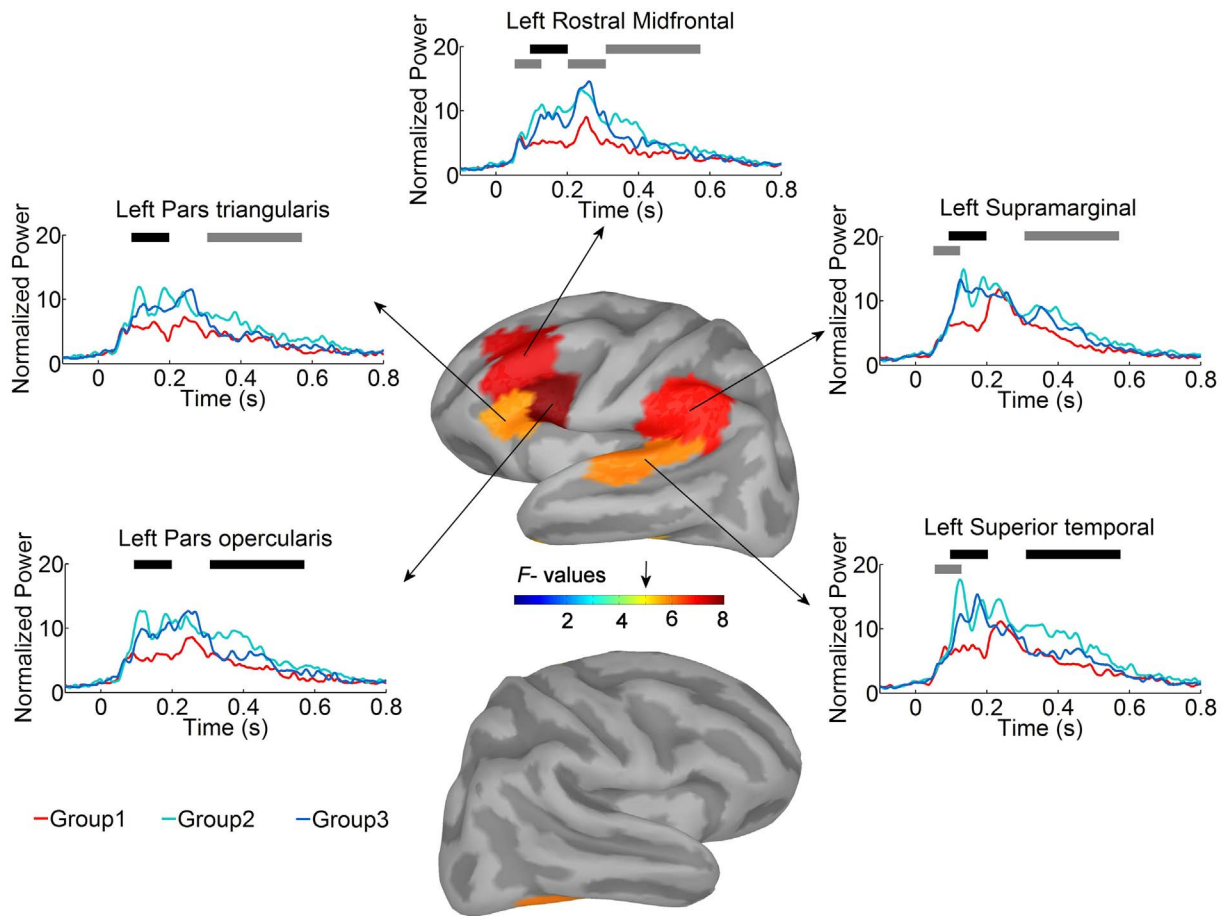 Left Rostral Midfrontal
Normalized Power
20
10
0
0 0.2 0.4 0.6 0.8
Time (s)
Left Pars triangularis
Normalized Power
20
10
0
0 0.2 0.4 0.6 0.8
Time (s)
Left Supramarginal
Normalized Power
20
10
0
0 0.2 0.4 0.6 0.8
Time (s)
Left Pars opercularis
Normalized Power
20
10
0
0 0.2 0.4 0.6 0.8
Time (s)
F- values
2 4 6 8
Left Superior temporal
Normalized Power
20
10
0
0 0.2 0.4 0.6 0.8
Time (s)
Group1 Group2 Group3